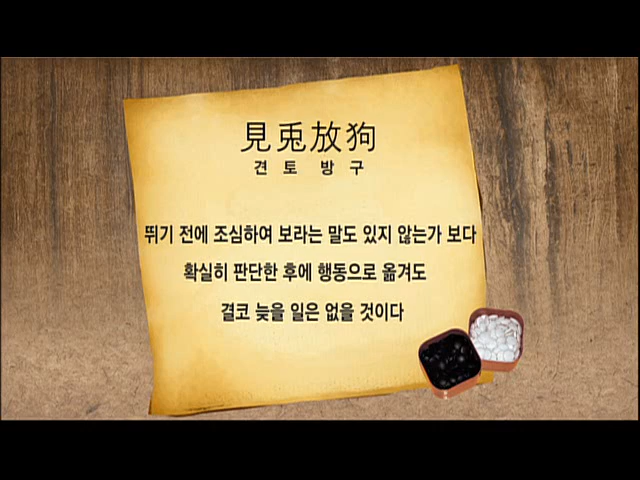 見兎放狗
견 토 방 구
뛰기 전에 조심하여 보라는 말도 있지 않는가 보다
확실히 판단한 후에 행동으로 옮겨도
결코 늦을 일은 없을 것이다